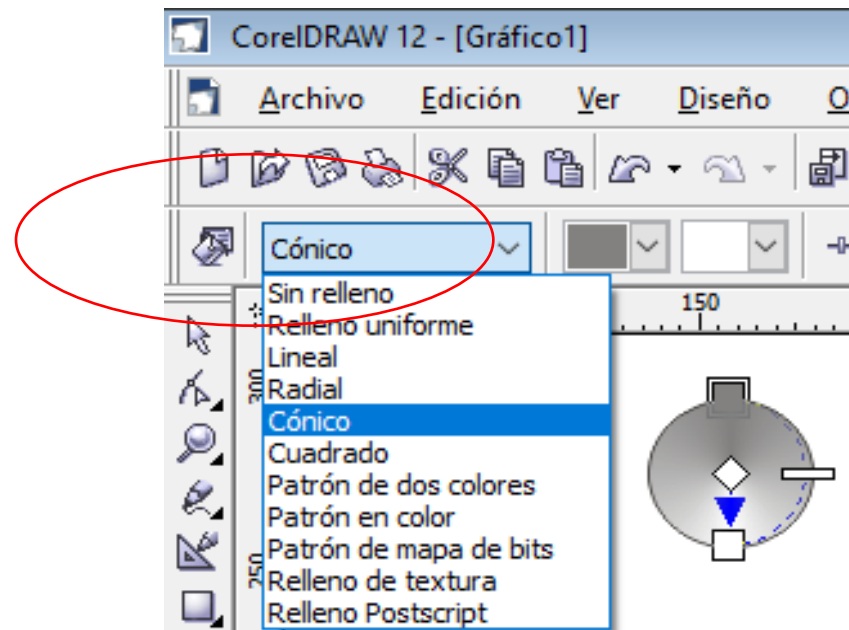 CorelDRAW 12 - [Gráfico1]
Archivo Edición Ver Diseño O
Cónico
150
Sin relleno
Relleno uniforme
Lineal
300
Radial
Cónico
Cuadrado
Patrón de dos colores
Patrón en color
Patrón de mapa de bits
250
Relleno de textura
Relleno Postscript